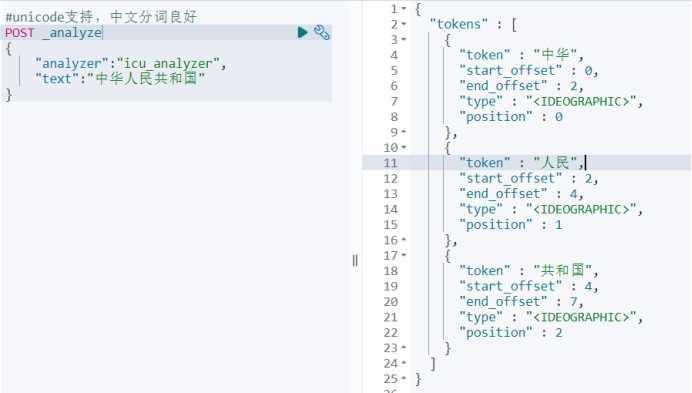 #unicode支持，中文分词良好
POST _analyze
{
    "analyzer":"icu_analyzer",
    "text":"中华人民共和国"
}
1 {
2   "tokens" : [
3     {
4       "token" : "中华",
5       "start_offset" : 0,
6       "end_offset" : 2,
7       "type" : "<IDEOGRAPHIC>",
8       "position" : 0
9     },
10     {
11       "token" : "人民",
12       "start_offset" : 2,
13       "end_offset" : 4,
14       "type" : "<IDEOGRAPHIC>",
15       "position" : 1
16     },
17     {
18       "token" : "共和国",
19       "start_offset" : 4,
20       "end_offset" : 7,
21       "type" : "<IDEOGRAPHIC>",
22       "position" : 2
23     }
24   ]
25 }
26